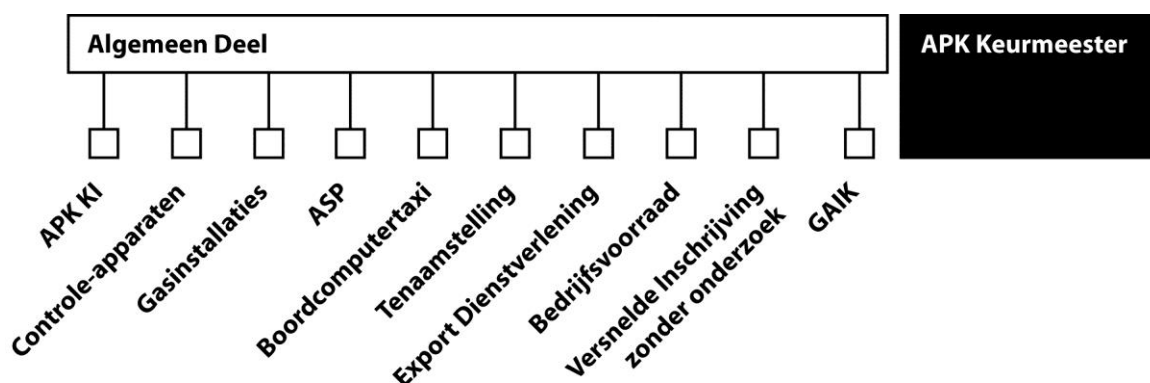 Algemeen Deel
APK Keurmeester
APK KI
Controle-apparaten
Gasinstallaties
ASP
Boordcomputertaxi
Tenaamstelling
Export Dienstverlening
Bedrijfsvoorraad
Versnelde Inschrijving
zonder onderzoek
GAIK